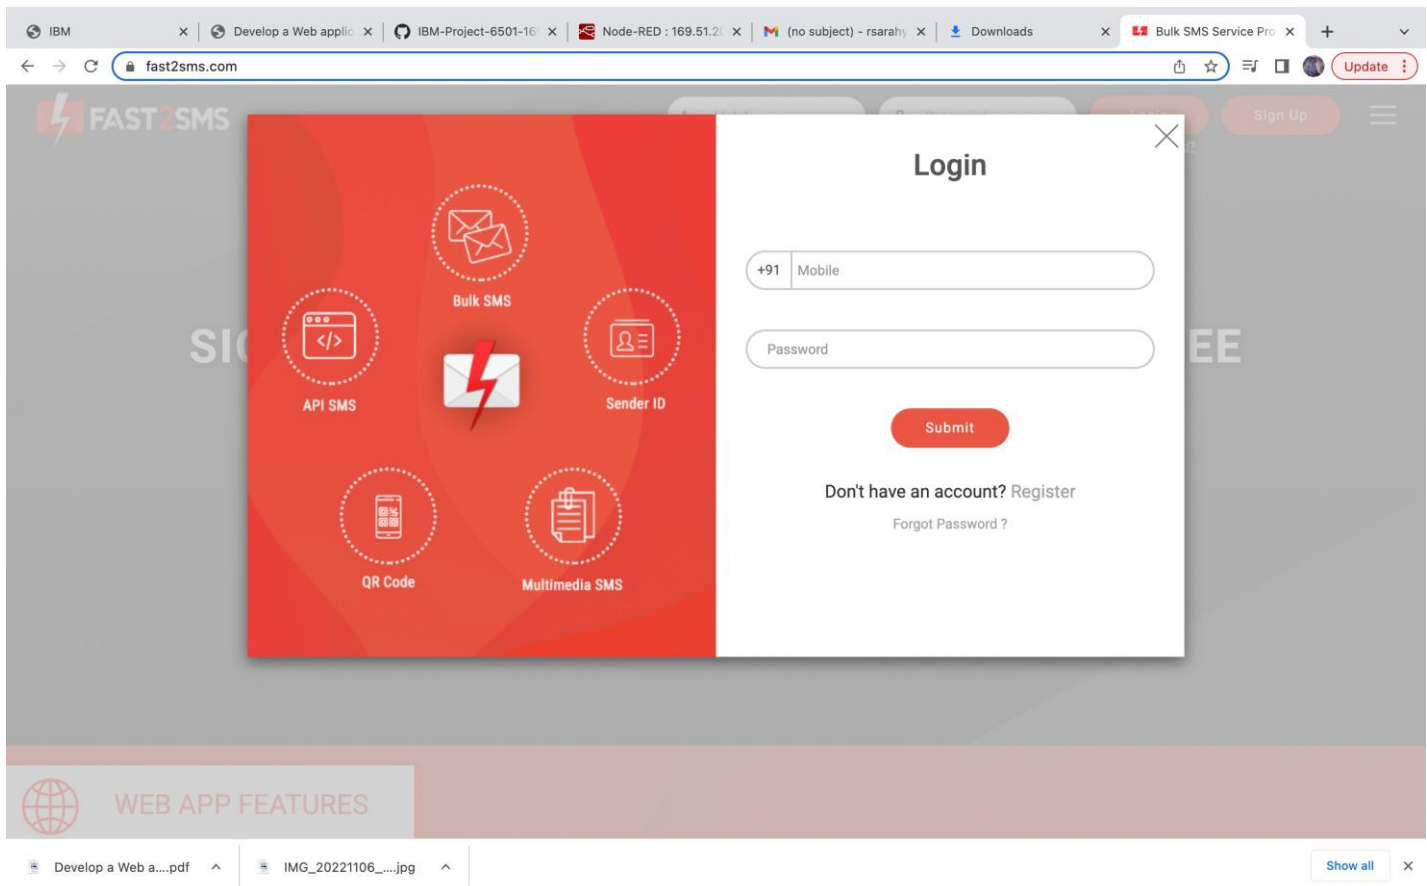 IBM
Develop a Web applic
IBM-Project-6501-16
Node-RED : 169.51.2
(no subject) - rsarahy
Downloads
Bulk SMS Service Pro
fast2sms.com
Update
FAST2SMS
Sign Up
Login
Bulk SMS
+91 Mobile
API SMS
Sender ID
SIG
EE
Password
Submit
Don't have an account? Register
Forgot Password ?
QR Code
Multimedia SMS
WEB APP FEATURES
Develop a Web a....pdf
IMG_20221106_....jpg
Show all